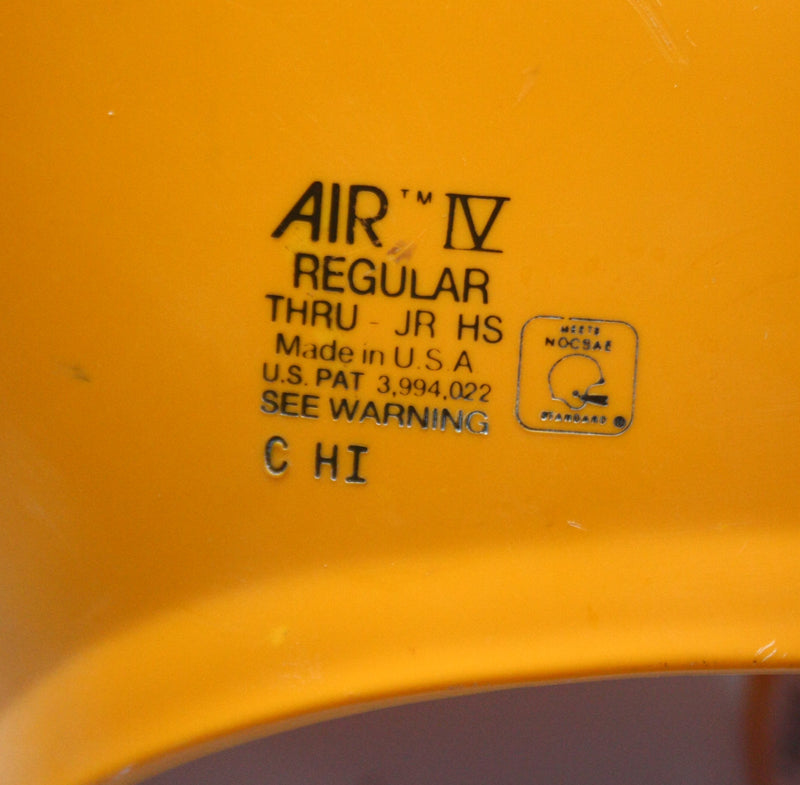 AIR™ IV
REGULAR
THRU - JR HS
Made in U.S.A
U.S. PAT 3,994,022
SEE WARNING
C HI
MEETS
NOCSAE
STANDARD ®